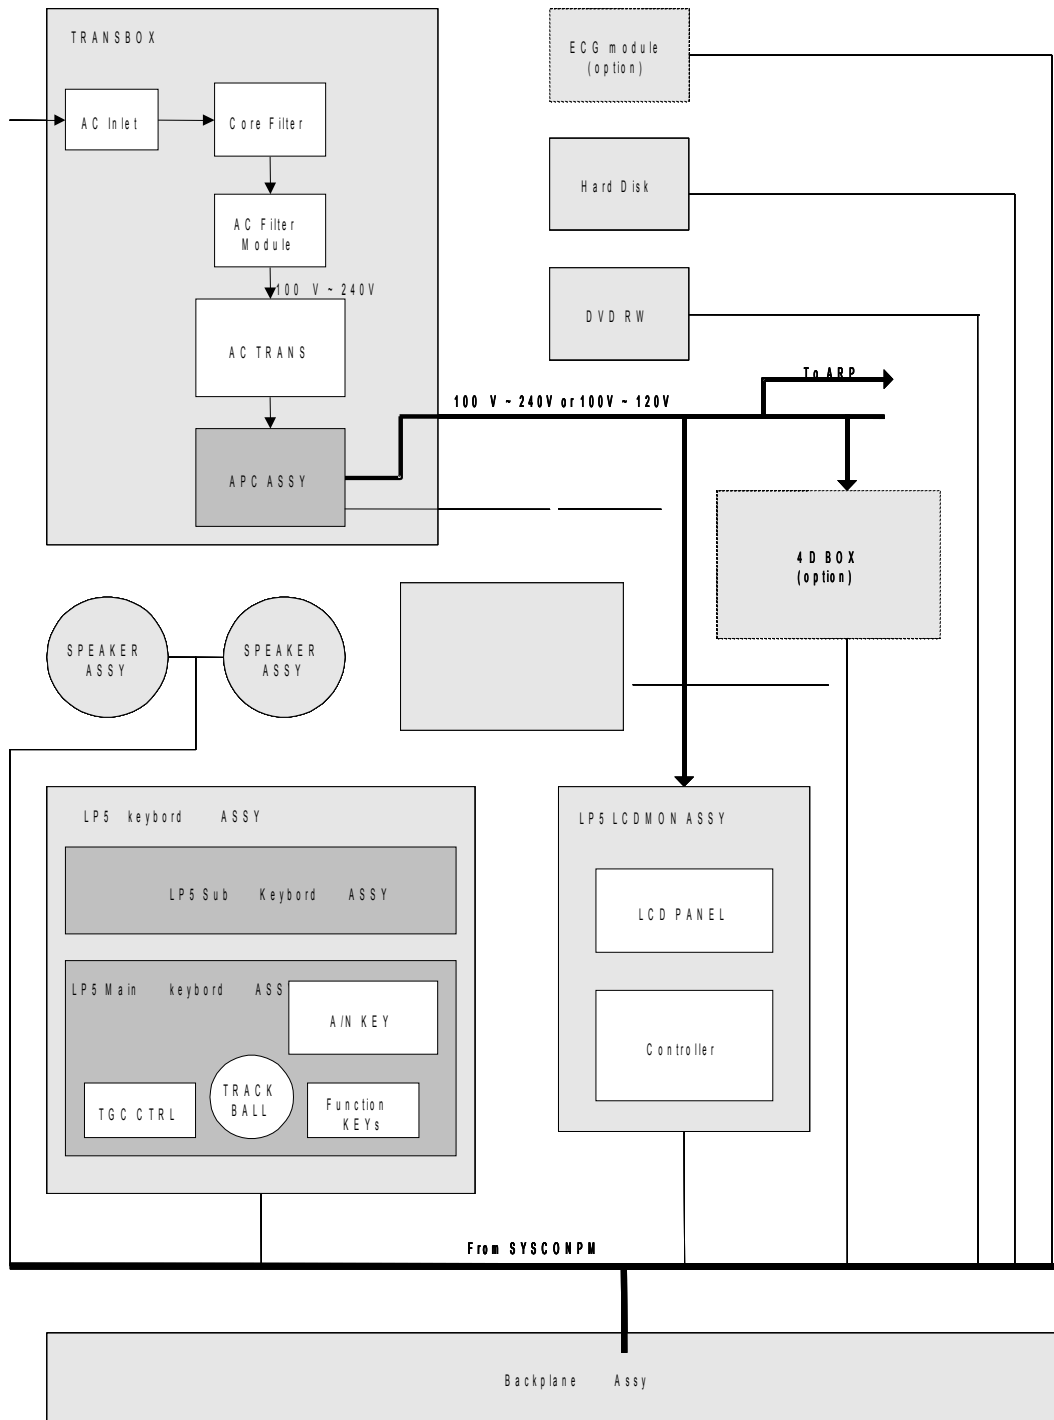 TRANSBOX
AC Inlet
Core Filter
AC Filter
Module
100 V ~ 240V
AC TRANS
APC ASSY
ECG module
(option)
Hard Disk
DVD RW
To ARP
100 V ~ 240V or 100V ~ 120V
4D BOX
(option)
SPEAKER
ASSY
SPEAKER
ASSY
LP5 keybord ASSY
LP5 Sub Keybord ASSY
LP5 Main keybord ASS
A/N KEY
TRACK
BALL
TGC CTRL
Function
KEYs
LP5 LCDMON ASSY
LCD PANEL
Controller
From SYSCONPM
Backplane Assy